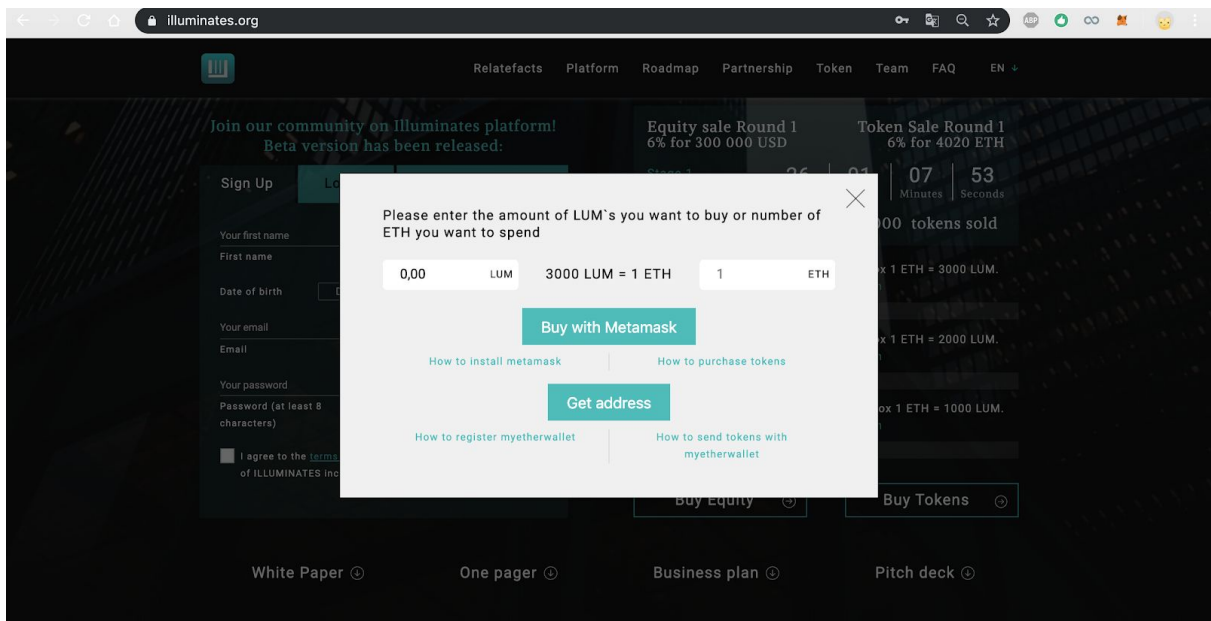 illuminates.org
ABP
Relatefacts Platform Roadmap Partnership Token Team FAQ EN
Join our community on Illuminates platform!
Beta version has been released:
Sign Up
Your first name
First name
Date of birth
Your email
Email
Your password
Password (at least 8
characters)
I agree to the terms
of ILLUMINATES inc
Equity sale Round 1
6% for 300 000 USD
Token Sale Round 1
6% for 4020 ETH
07
Minutes
53
Seconds
tokens sold
1 ETH = 3000 LUM.
1 ETH = 2000 LUM.
1 ETH = 1000 LUM.
Please enter the amount of LUM`s you want to buy or number of
ETH you want to spend
0,00 LUM 3000 LUM = 1 ETH 1 ETH
Buy with Metamask
How to install metamask How to purchase tokens
Get address
How to register myetherwallet
How to send tokens with
myetherwallet
Buy Equity
Buy Tokens
White Paper One pager Business plan Pitch deck